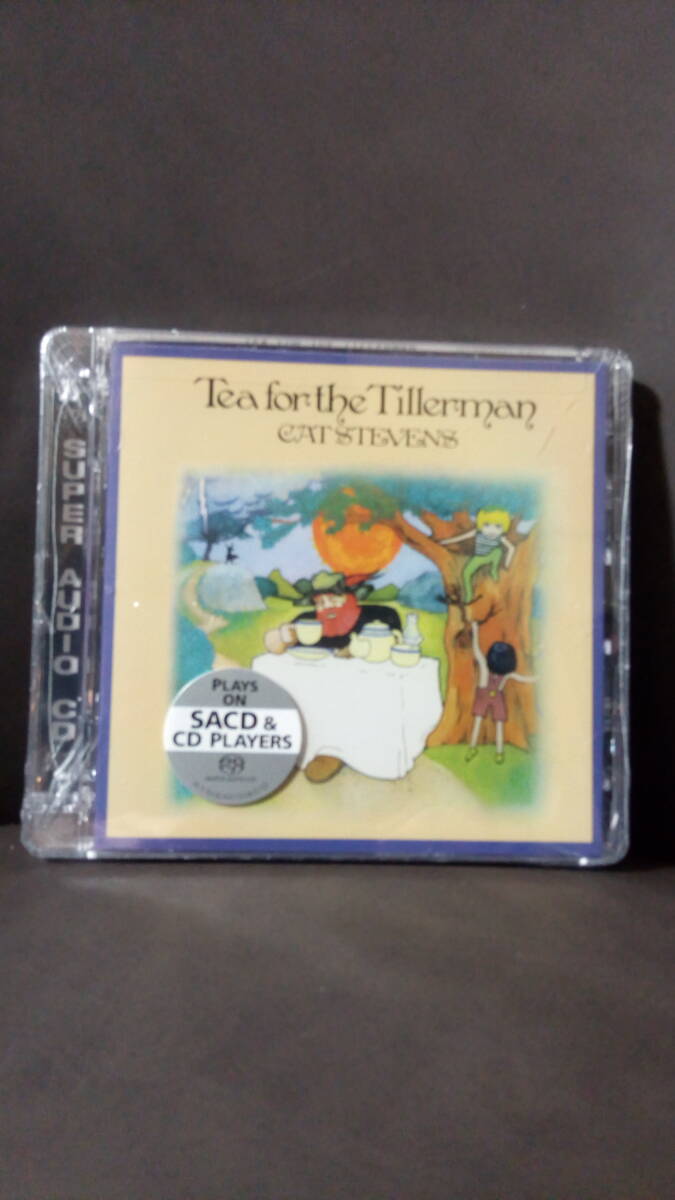 Tea for the Tillerman
CAT STEVENS
SUPER AUDIO CD
PLAYS
ON
SACD &
CD PLAYERS